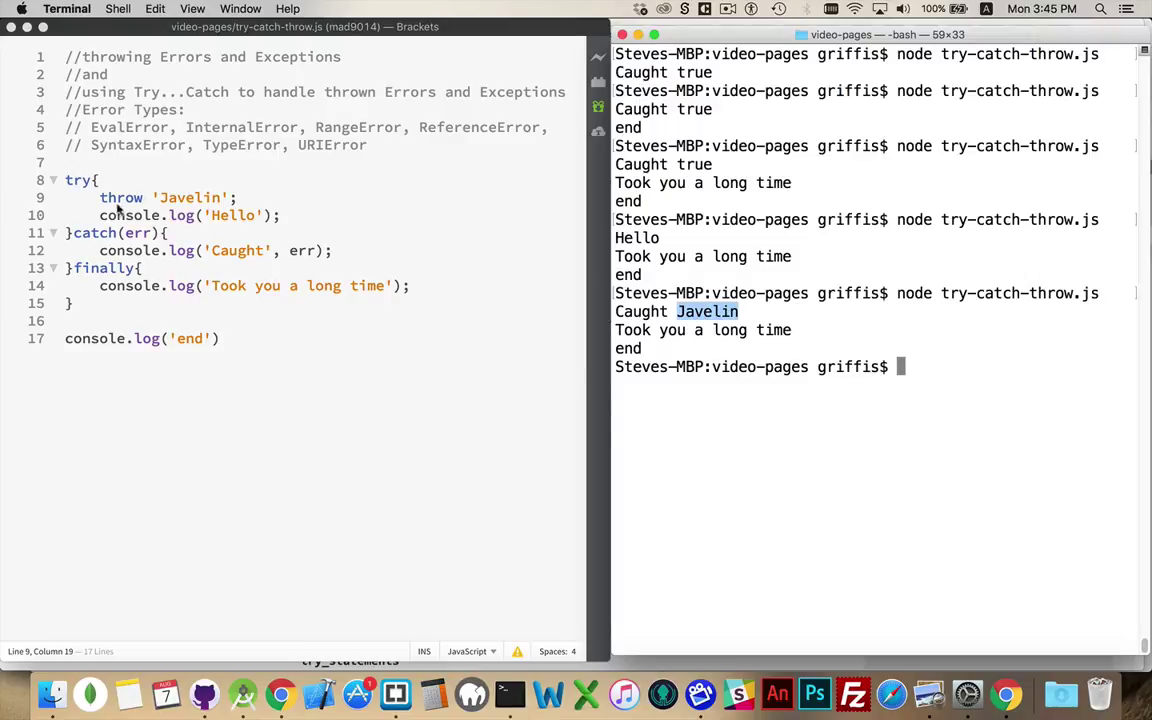 Terminal Shell Edit View Window Help
100% Mon 3:45 PM
video-pages/try-catch-throw.js (mad9014) — Brackets
1 //throwing Errors and Exceptions
2 //and
3 //using Try...Catch to handle thrown Errors and Exceptions
4 //Error Types:
5 // EvalError, InternalError, RangeError, ReferenceError,
6 // SyntaxError, TypeError, URIError
7
8 try{
9 throw 'Javelin';
10 console.log('Hello');
11 }catch(err){
12 console.log('Caught', err);
13 }finally{
14 console.log('Took you a long time');
15 }
16
17 console.log('end')
Line 9, Column 19 — 17 Lines
INS JavaScript Spaces: 4
try_statements
video-pages — -bash — 59×33
Steves-MBP:video-pages griffis$ node try-catch-throw.js
Caught true
Steves-MBP:video-pages griffis$ node try-catch-throw.js
Caught true
end
Steves-MBP:video-pages griffis$ node try-catch-throw.js
Caught true
Took you a long time
end
Steves-MBP:video-pages griffis$ node try-catch-throw.js
Hello
Took you a long time
end
Steves-MBP:video-pages griffis$ node try-catch-throw.js
Caught Javelin
Took you a long time
end
Steves-MBP:video-pages griffis$
7
1
An
Ps
Fz